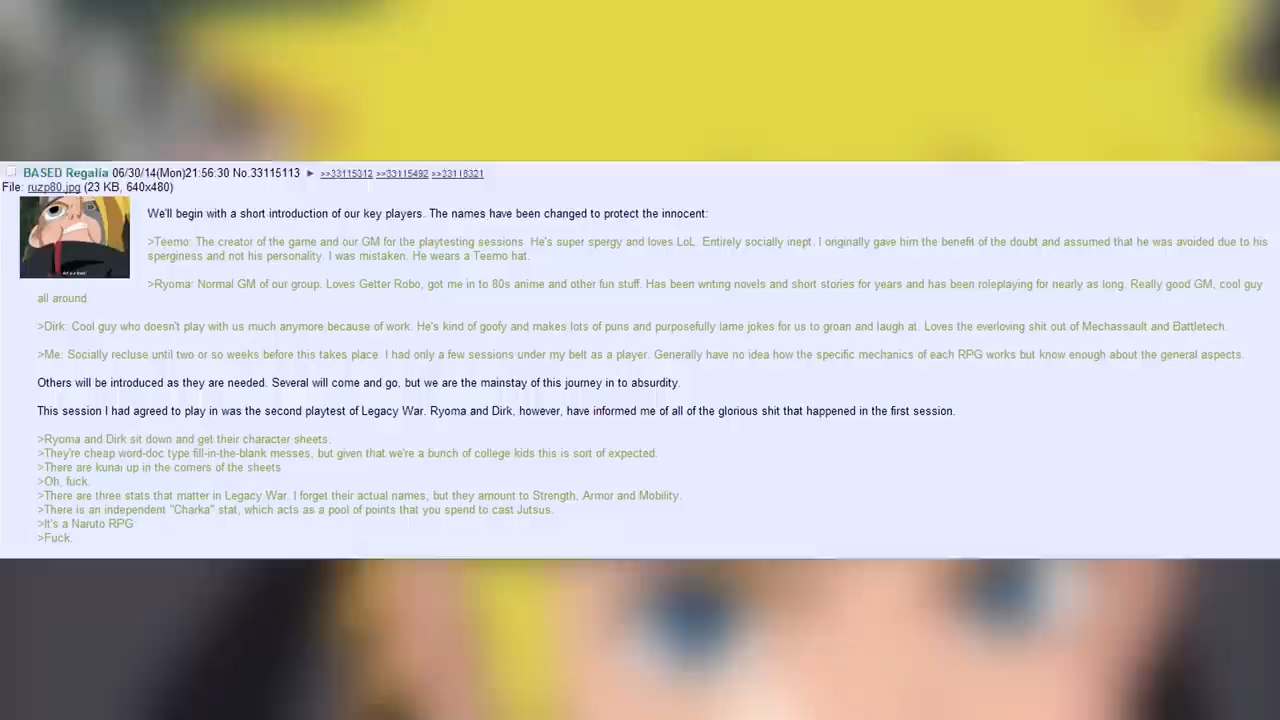 BASED Regalia 06/30/14(Mon)21:56:30 No.33115113 ► >>33115312 >>33115492 >>33118321
File: ruzp80.jpg (23 KB, 640x480)
We'll begin with a short introduction of our key players. The names have been changed to protect the innocent:
>Teemo: The creator of the game and our GM for the playtesting sessions. He's super spergy and loves LoL. Entirely socially inept. I originally gave him the benefit of the doubt and assumed that he was avoided due to his
sperginess and not his personality. I was mistaken. He wears a Teemo hat.
>Ryoma: Normal GM of our group. Loves Getter Robo, got me in to 80s anime and other fun stuff. Has been writing novels and short stories for years and has been roleplaying for nearly as long. Really good GM, cool guy
all around.
>Dirk: Cool guy who doesn't play with us much anymore because of work. He's kind of goofy and makes lots of puns and purposefully lame jokes for us to groan and laugh at. Loves the everloving shit out of Mechassault and Battletech.
>Me: Socially recluse until two or so weeks before this takes place. I had only a few sessions under my belt as a player. Generally have no idea how the specific mechanics of each RPG works but know enough about the general aspects.
Others will be introduced as they are needed. Several will come and go, but we are the mainstay of this journey in to absurdity.
This session I had agreed to play in was the second playtest of Legacy War. Ryoma and Dirk, however, have informed me of all of the glorious shit that happened in the first session.
>Ryoma and Dirk sit down and get their character sheets.
>They're cheap word-doc type fill-in-the-blank messes, but given that we're a bunch of college kids this is sort of expected.
>There are kunai up in the corners of the sheets
>Oh, fuck.
>There are three stats that matter in Legacy War. I forget their actual names, but they amount to Strength, Armor and Mobility.
>There is an independent "Charka" stat, which acts as a pool of points that you spend to cast Jutsus.
>It's a Naruto RPG
>Fuck.